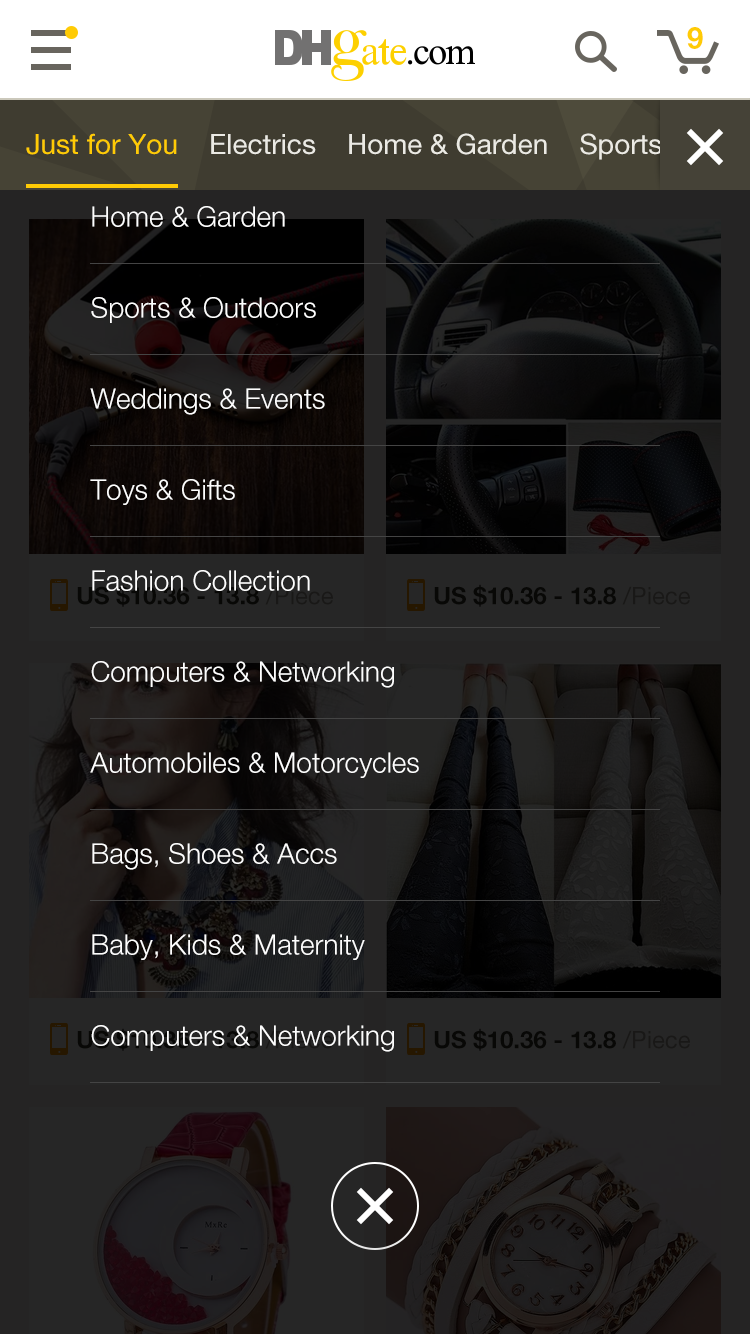 DHgate.com
9
Just for You Electrics Home & Garden Sports
Home & Garden
Sports & Outdoors
Weddings & Events
Toys & Gifts
Fashion Collection
US $10.36 - 13.8 /Piece US $10.36 - 13.8 /Piece
Computers & Networking
Automobiles & Motorcycles
Bags, Shoes & Accs
Baby, Kids & Maternity
Computers & Networking
US $10.36 - 13.8 /Piece